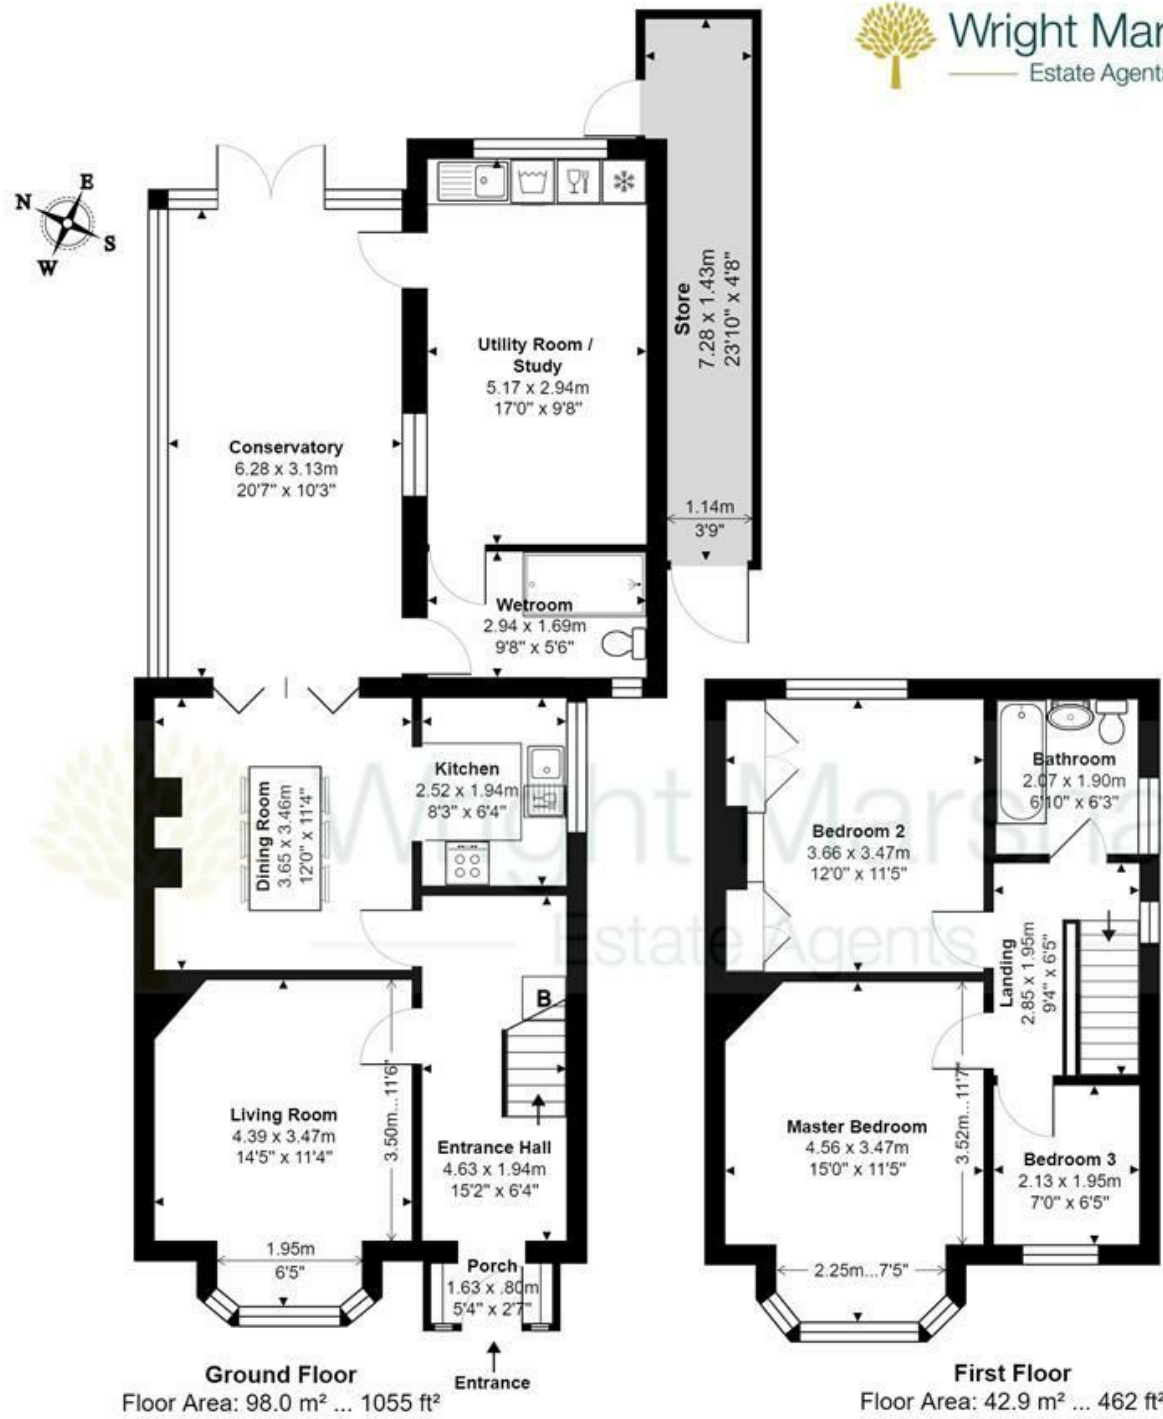 Wright Mar
Estate Agents
N
E
S
W
Store
7.28 x 1.43m
23'10" x 4'8"
Utility Room /
Study
5.17 x 2.94m
17'0" x 9'8"
Conservatory
6.28 x 3.13m
20'7" x 10'3"
1.14m
3'9"
Wetroom
2.94 x 1.69m
9'8" x 5'6"
Kitchen
2.52 x 1.94m
8'3" x 6'4"
Dining Room
3.65 x 3.46m
12'0" x 11'4"
B
Living Room
4.39 x 3.47m
14'5" x 11'4"
3.50m...11'6"
Entrance Hall
4.63 x 1.94m
15'2" x 6'4"
1.95m
6'5"
Porch
1.63 x .80m
5'4" x 2'7"
Entrance
Ground Floor
Floor Area: 98.0 m² ... 1055 ft²
Bathroom
2.07 x 1.90m
6'10" x 6'3"
Bedroom 2
3.66 x 3.47m
12'0" x 11'5"
Landing
2.85 x 1.95m
9'4" x 6'5"
Master Bedroom
4.56 x 3.47m
15'0" x 11'5"
3.52m...11'7"
Bedroom 3
2.13 x 1.95m
7'0" x 6'5"
2.25m...7'5"
First Floor
Floor Area: 42.9 m² ... 462 ft²
Wright Marsha
Estate Agents